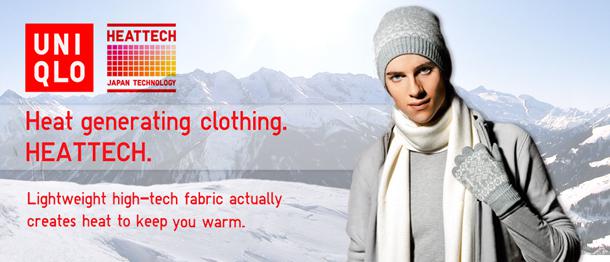 UNI
QLO
HEATTECH
JAPAN TECHNOLOGY
Heat generating clothing.
HEATTECH.
Lightweight high-tech fabric actually
creates heat to keep you warm.